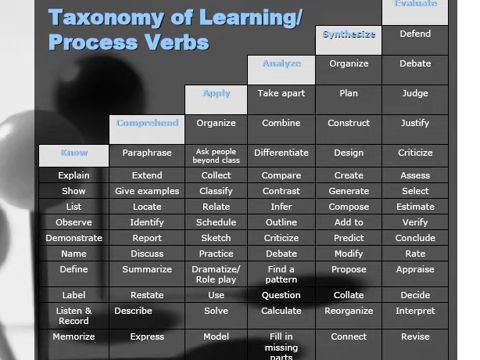 Taxonomy of Learning/
Process Verbs
Evaluate
Synthesize Defend
Analyze Organize Debate
Apply Take apart Plan Judge
Comprehend Organize Combine Construct Justify
Know Paraphrase Ask people beyond class Differentiate Design Criticize
Explain Extend Collect Compare Create Assess
Show Give examples Classify Contrast Generate Select
List Locate Relate Infer Compose Estimate
Observe Identify Schedule Outline Add to Verify
Demonstrate Report Sketch Criticize Predict Conclude
Name Discuss Practice Debate Modify Rate
Define Summarize Dramatize/ Role play Find a pattern Propose Appraise
Label Restate Use Question Collate Decide
Listen & Record Describe Solve Calculate Reorganize Interpret
Memorize Express Model Fill in missing parts Connect Revise